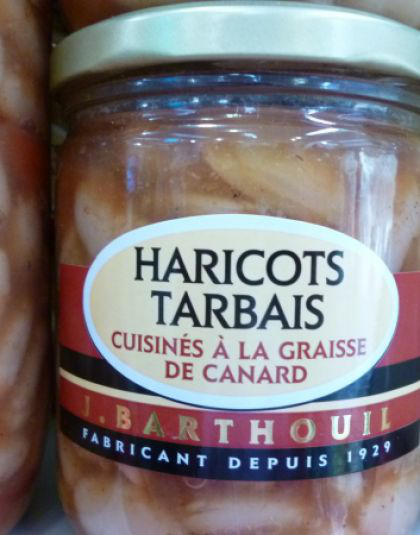 HARICOTS
TARBAIS
CUISINÉS À LA GRAISSE
DE CANARD
J. BARTHOUIL
FABRICANT DEPUIS 1929